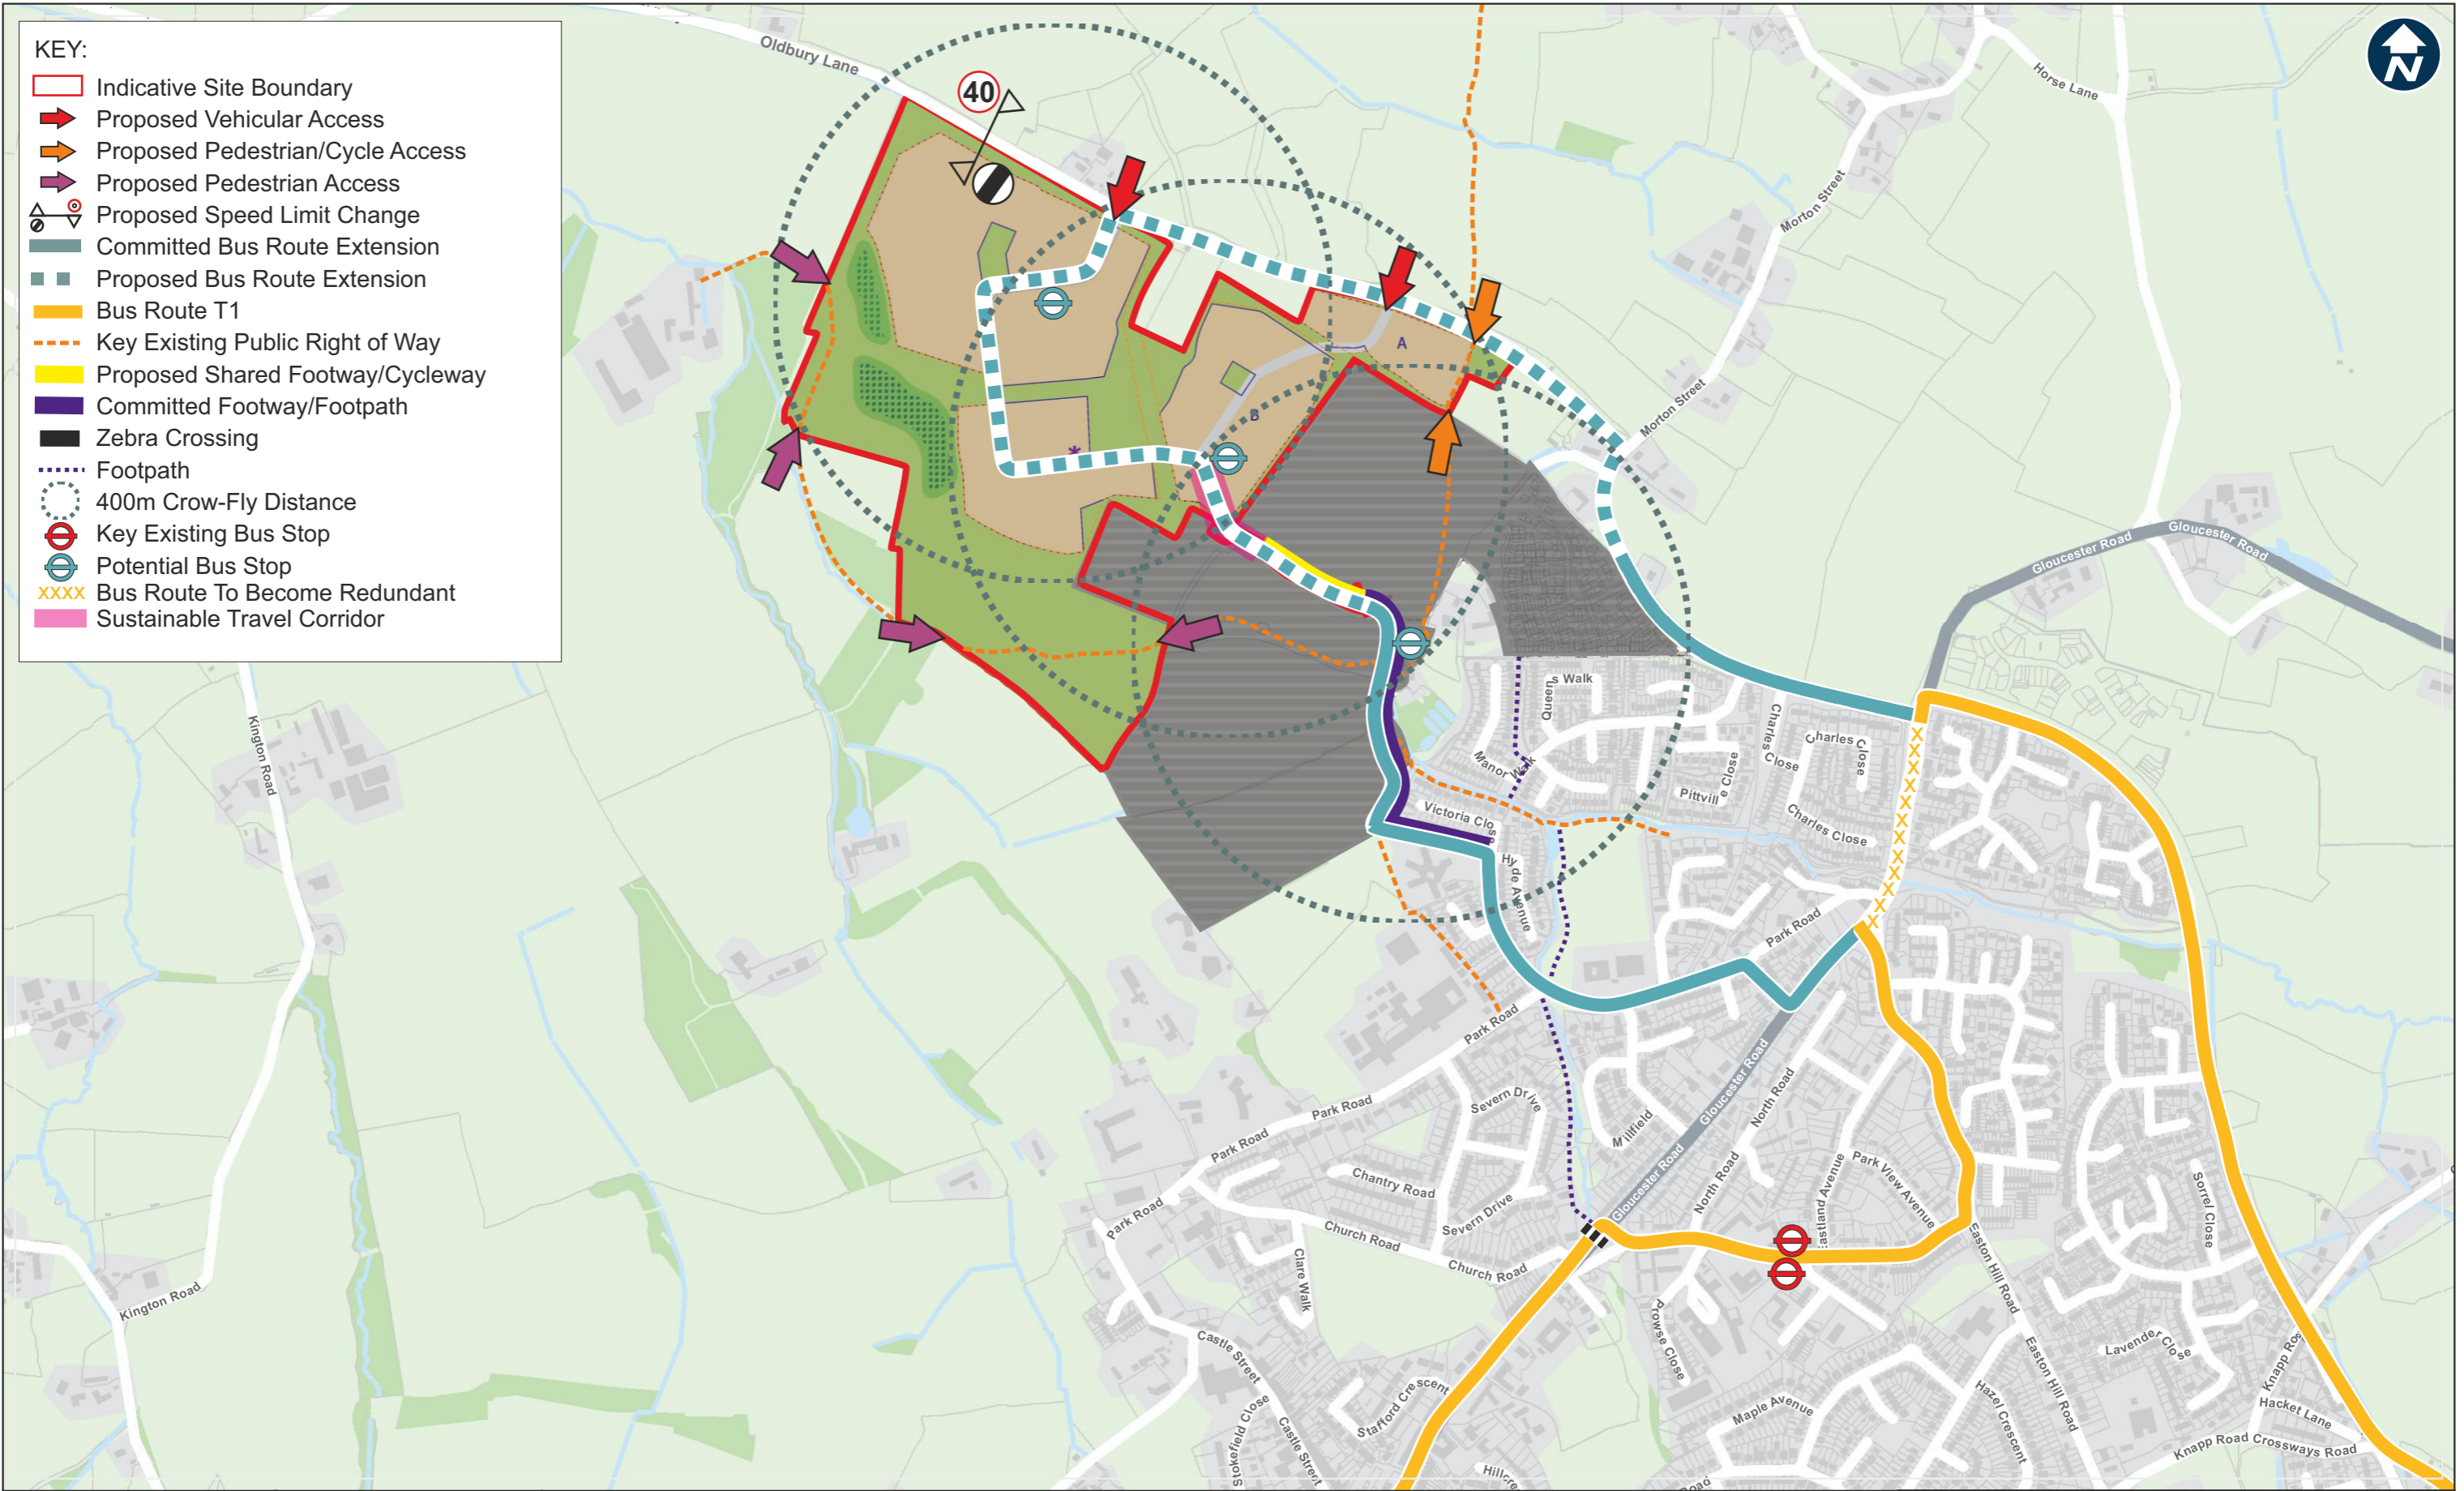 KEY:
Indicative Site Boundary
Proposed Vehicular Access
Proposed Pedestrian/Cycle Access
Proposed Pedestrian Access
Proposed Speed Limit Change
Committed Bus Route Extension
Proposed Bus Route Extension
Bus Route T1
Key Existing Public Right of Way
Proposed Shared Footway/Cycleway
Committed Footway/Footpath
Zebra Crossing
Footpath
400m Crow-Fly Distance
Key Existing Bus Stop
Potential Bus Stop
XXXX Bus Route To Become Redundant
Sustainable Travel Corridor
Oldbury Lane
40
N
Horse Lane
Morton Street
A
B
*
Morton Street
Gloucester Road
Gloucester Road
Kington Road
Queens Walk
Manor Walk
Charles Close
Charles Close
Pittville Close
Charles Close
Victoria Close
Hyde Avenue
XXXXXXXXXXXX
Park Road
Park Road
Gloucester Road
North Road
Severn Drive
Millfield
Park Road
Park Road
Gloucester Road
North Road
Park View Avenue
Eastland Avenue
Chantry Road
Severn Drive
Park Road
Church Road
Church Road
Clare Walk
Easton Hill Road
Sorrel Close
Kington Road
Prowse Close
Castle Street
Stafford Crescent
Stokefield Close
Castle Street
Maple Avenue
Hazel Crescent
Easton Hill Road
Lavender Close
Knapp Road
Hacket Lane
Knapp Road Crossways Road
Road